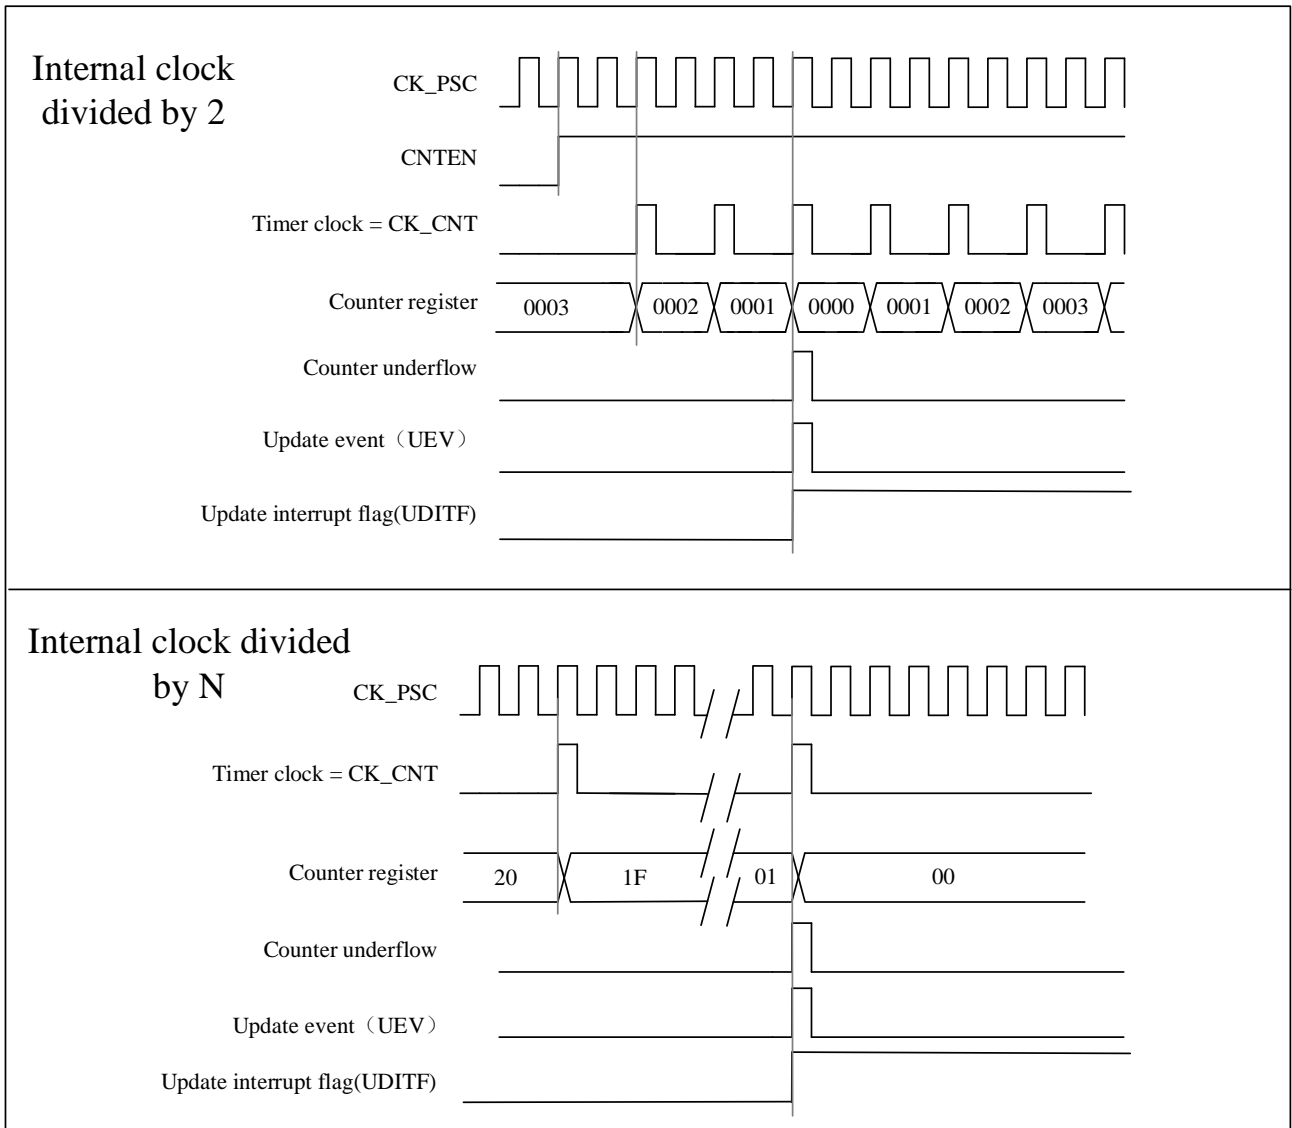 Internal clock
divided by 2
CK_PSC
CNTEN
Timer clock = CK_CNT
Counter register
0003 0002 0001 0000 0001 0002 0003
Counter underflow
Update event（UEV）
Update interrupt flag(UDITF)
Internal clock divided
by N
CK_PSC
Timer clock = CK_CNT
Counter register
20 1F 01 00
Counter underflow
Update event（UEV）
Update interrupt flag(UDITF)